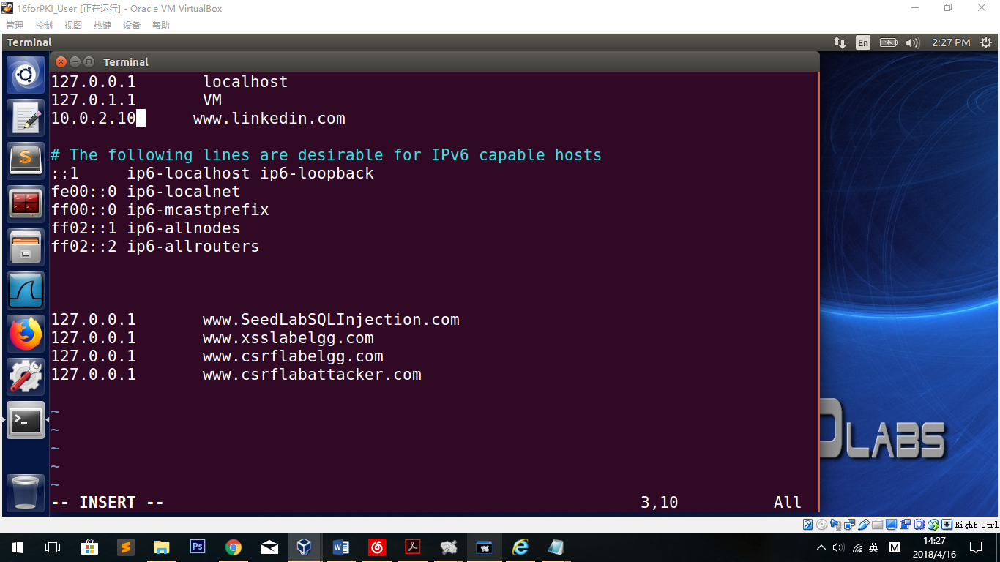 16forPKI_User [正在运行] - Oracle VM VirtualBox
管理 控制 视图 热键 设备 帮助
Terminal En 2:27 PM
Terminal
127.0.0.1       localhost
127.0.1.1       VM
10.0.2.10     www.linkedin.com
# The following lines are desirable for IPv6 capable hosts
::1     ip6-localhost ip6-loopback
fe00::0 ip6-localnet
ff00::0 ip6-mcastprefix
ff02::1 ip6-allnodes
ff02::2 ip6-allrouters
127.0.0.1       www.SeedLabSQLInjection.com
127.0.0.1       www.xsslabelgg.com
127.0.0.1       www.csrflabelgg.com
127.0.0.1       www.csrflabattacker.com
~
~
~
~
~
-- INSERT -- 3,10 All
LABS
Right Ctrl
Ps
英 M 14:27
2018/4/16